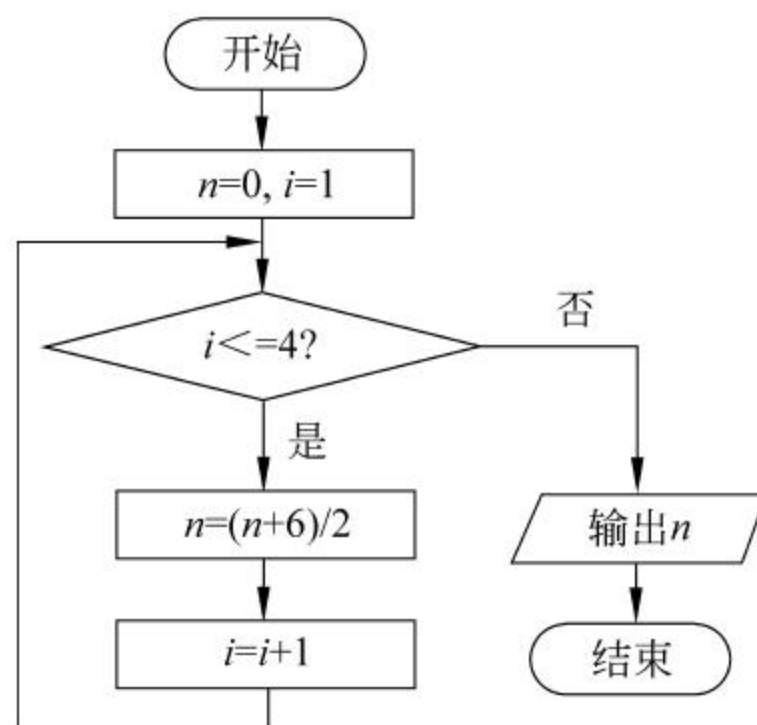 开始
n=0, i=1
i<=4?
否
是
n=(n+6)/2
输出n
i=i+1
结束